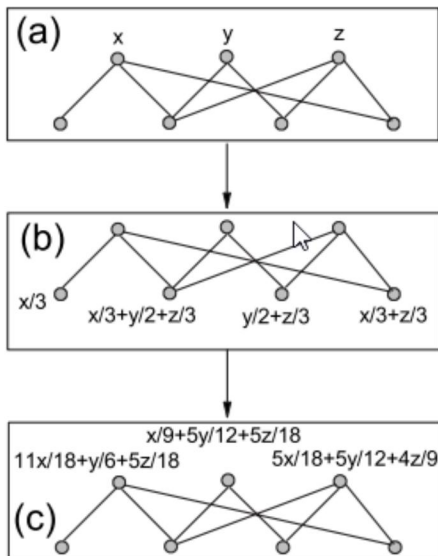 (a)
x y z
(b)
x/3 x/3+y/2+z/3 y/2+z/3 x/3+z/3
x/9+5y/12+5z/18
11x/18+y/6+5z/18 5x/18+5y/12+4z/9
(c)